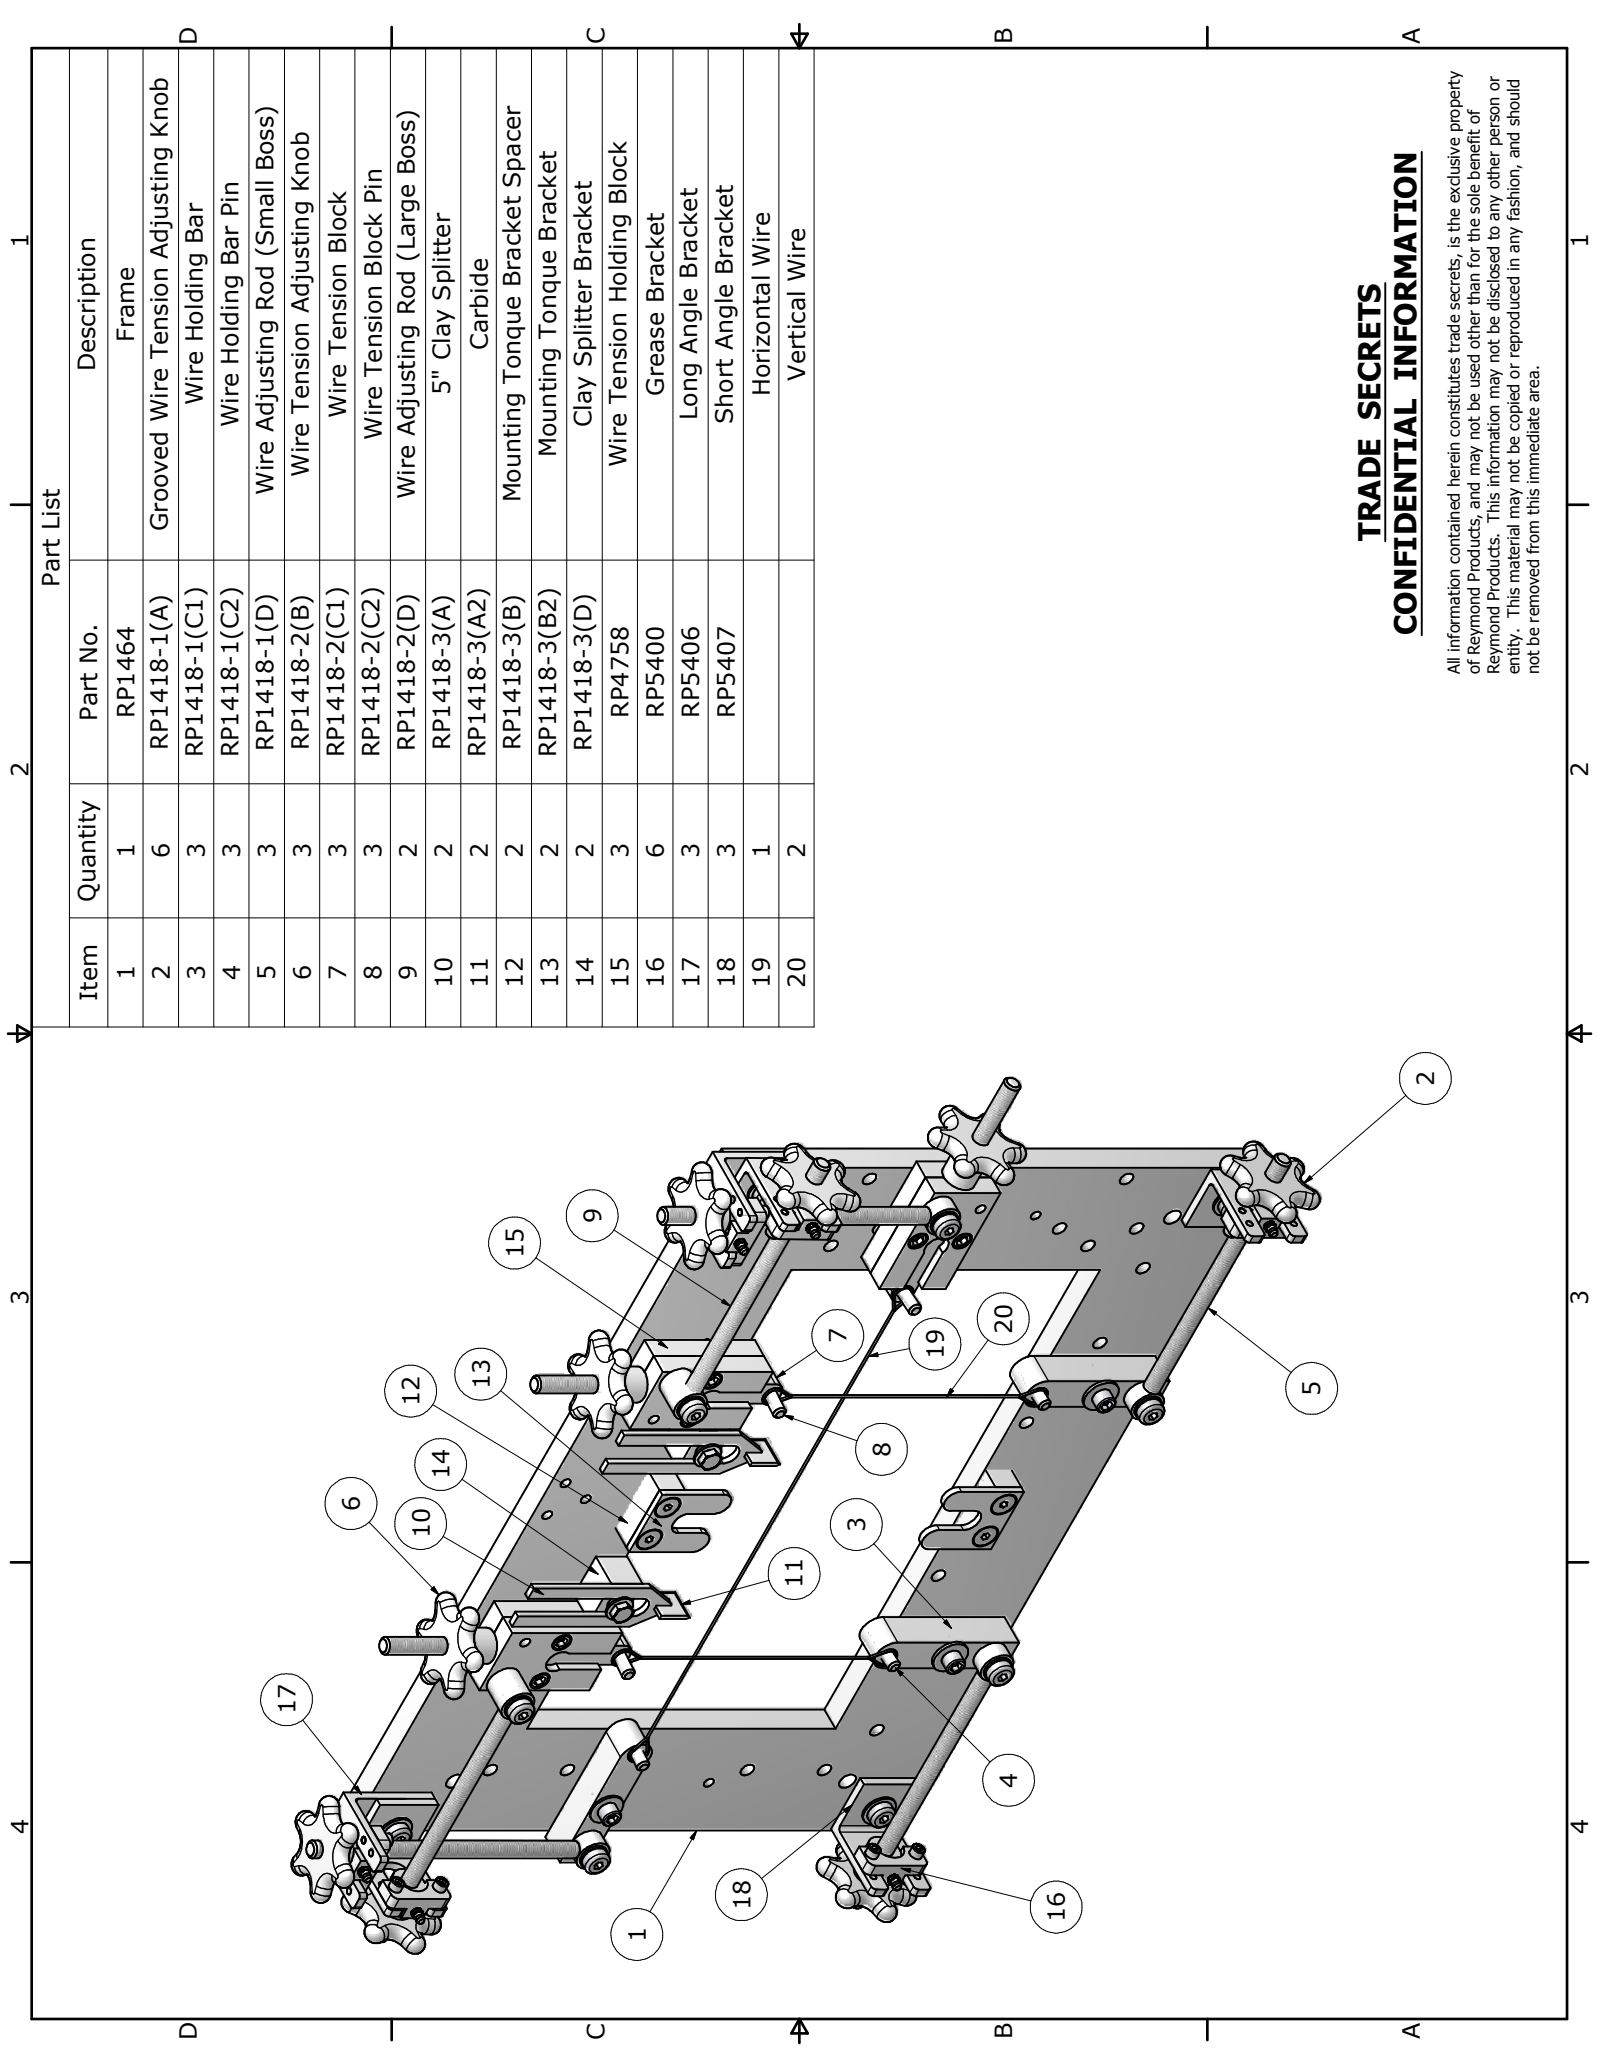 Part List
Item Quantity Part No. Description
1 1 RP1464 Frame
2 6 RP1418-1(A) Grooved Wire Tension Adjusting Knob
3 3 RP1418-1(C1) Wire Holding Bar
4 3 RP1418-1(C2) Wire Holding Bar Pin
5 3 RP1418-1(D) Wire Adjusting Rod (Small Boss)
6 3 RP1418-2(B) Wire Tension Adjusting Knob
7 3 RP1418-2(C1) Wire Tension Block
8 3 RP1418-2(C2) Wire Tension Block Pin
9 2 RP1418-2(D) Wire Adjusting Rod (Large Boss)
10 2 RP1418-3(A) 5" Clay Splitter
11 2 RP1418-3(A2) Carbide
12 2 RP1418-3(B) Mounting Tonque Bracket Spacer
13 2 RP1418-3(B2) Mounting Tonque Bracket
14 2 RP1418-3(D) Clay Splitter Bracket
15 3 RP4758 Wire Tension Holding Block
16 6 RP5400 Grease Bracket
17 3 RP5406 Long Angle Bracket
18 3 RP5407 Short Angle Bracket
19 1 Horizontal Wire
20 2 Vertical Wire
4 3 2 1
D D
C C
B B
A A
4 3 2 1
17
6
10
14
12
13
15
9
7
8
19
20
11
3
1
18
4
16
5
2
TRADE SECRETS
CONFIDENTIAL INFORMATION
All information contained herein constitutes trade secrets, is the exclusive property
of Reymond Products, and may not be used other than for the sole benefit of
Reymond Products. This information may not be disclosed to any other person or
entity. This material may not be copied or reproduced in any fashion, and should
not be removed from this immediate area.